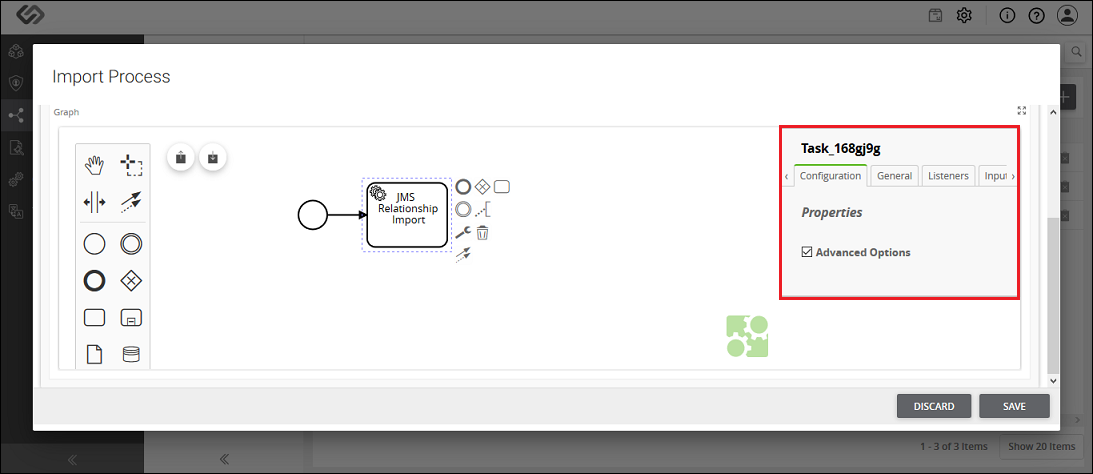 Import Process
Graph
Task_168gj9g
Configuration General Listeners Input
Properties
Advanced Options
JMS
Relationship
Import
DISCARD SAVE
1 - 3 of 3 Items Show 20 Items